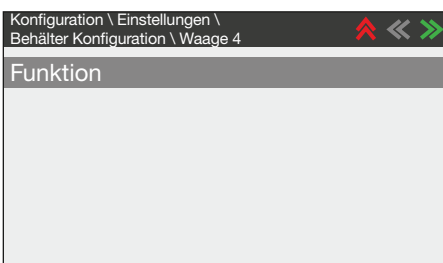 Konfiguration \ Einstellungen \
Behälter Konfiguration \ Waage 4
Funktion